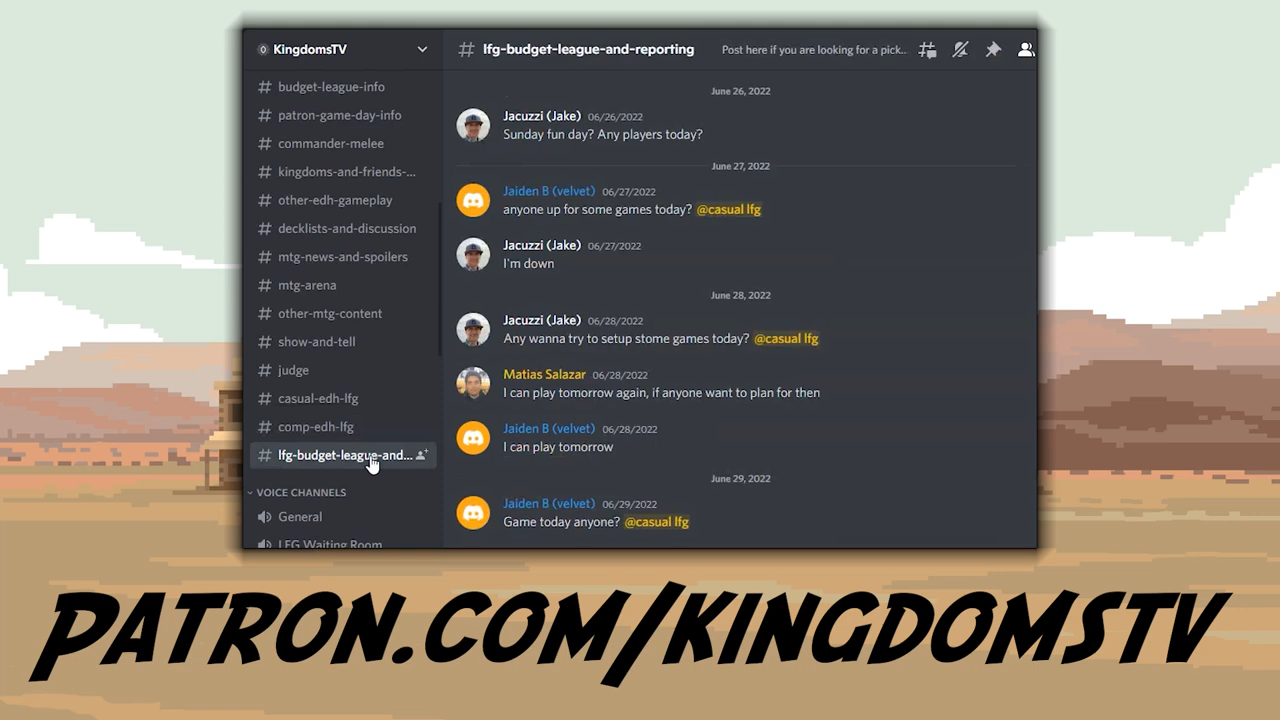 KingdomsTV
# budget-league-info
# patron-game-day-info
# commander-melee
# kingdoms-and-friends-...
# other-edh-gameplay
# decklists-and-discussion
# mtg-news-and-spoilers
# mtg-arena
# other-mtg-content
# show-and-tell
# judge
# casual-edh-lfg
# comp-edh-lfg
# lfg-budget-league-and...
VOICE CHANNELS
General
LFG Waiting Room
# lfg-budget-league-and-reporting Post here if you are looking for a pick...
June 26, 2022
Jacuzzi (Jake) 06/26/2022
Sunday fun day? Any players today?
June 27, 2022
Jaiden B (velvet) 06/27/2022
anyone up for some games today? @casual lfg
Jacuzzi (Jake) 06/27/2022
I'm down
June 28, 2022
Jacuzzi (Jake) 06/28/2022
Any wanna try to setup stome games today? @casual lfg
Matias Salazar 06/28/2022
I can play tomorrow again, if anyone want to plan for then
Jaiden B (velvet) 06/28/2022
I can play tomorrow
June 29, 2022
Jaiden B (velvet) 06/29/2022
Game today anyone? @casual lfg
PATRON.COM/KINGDOMSTV